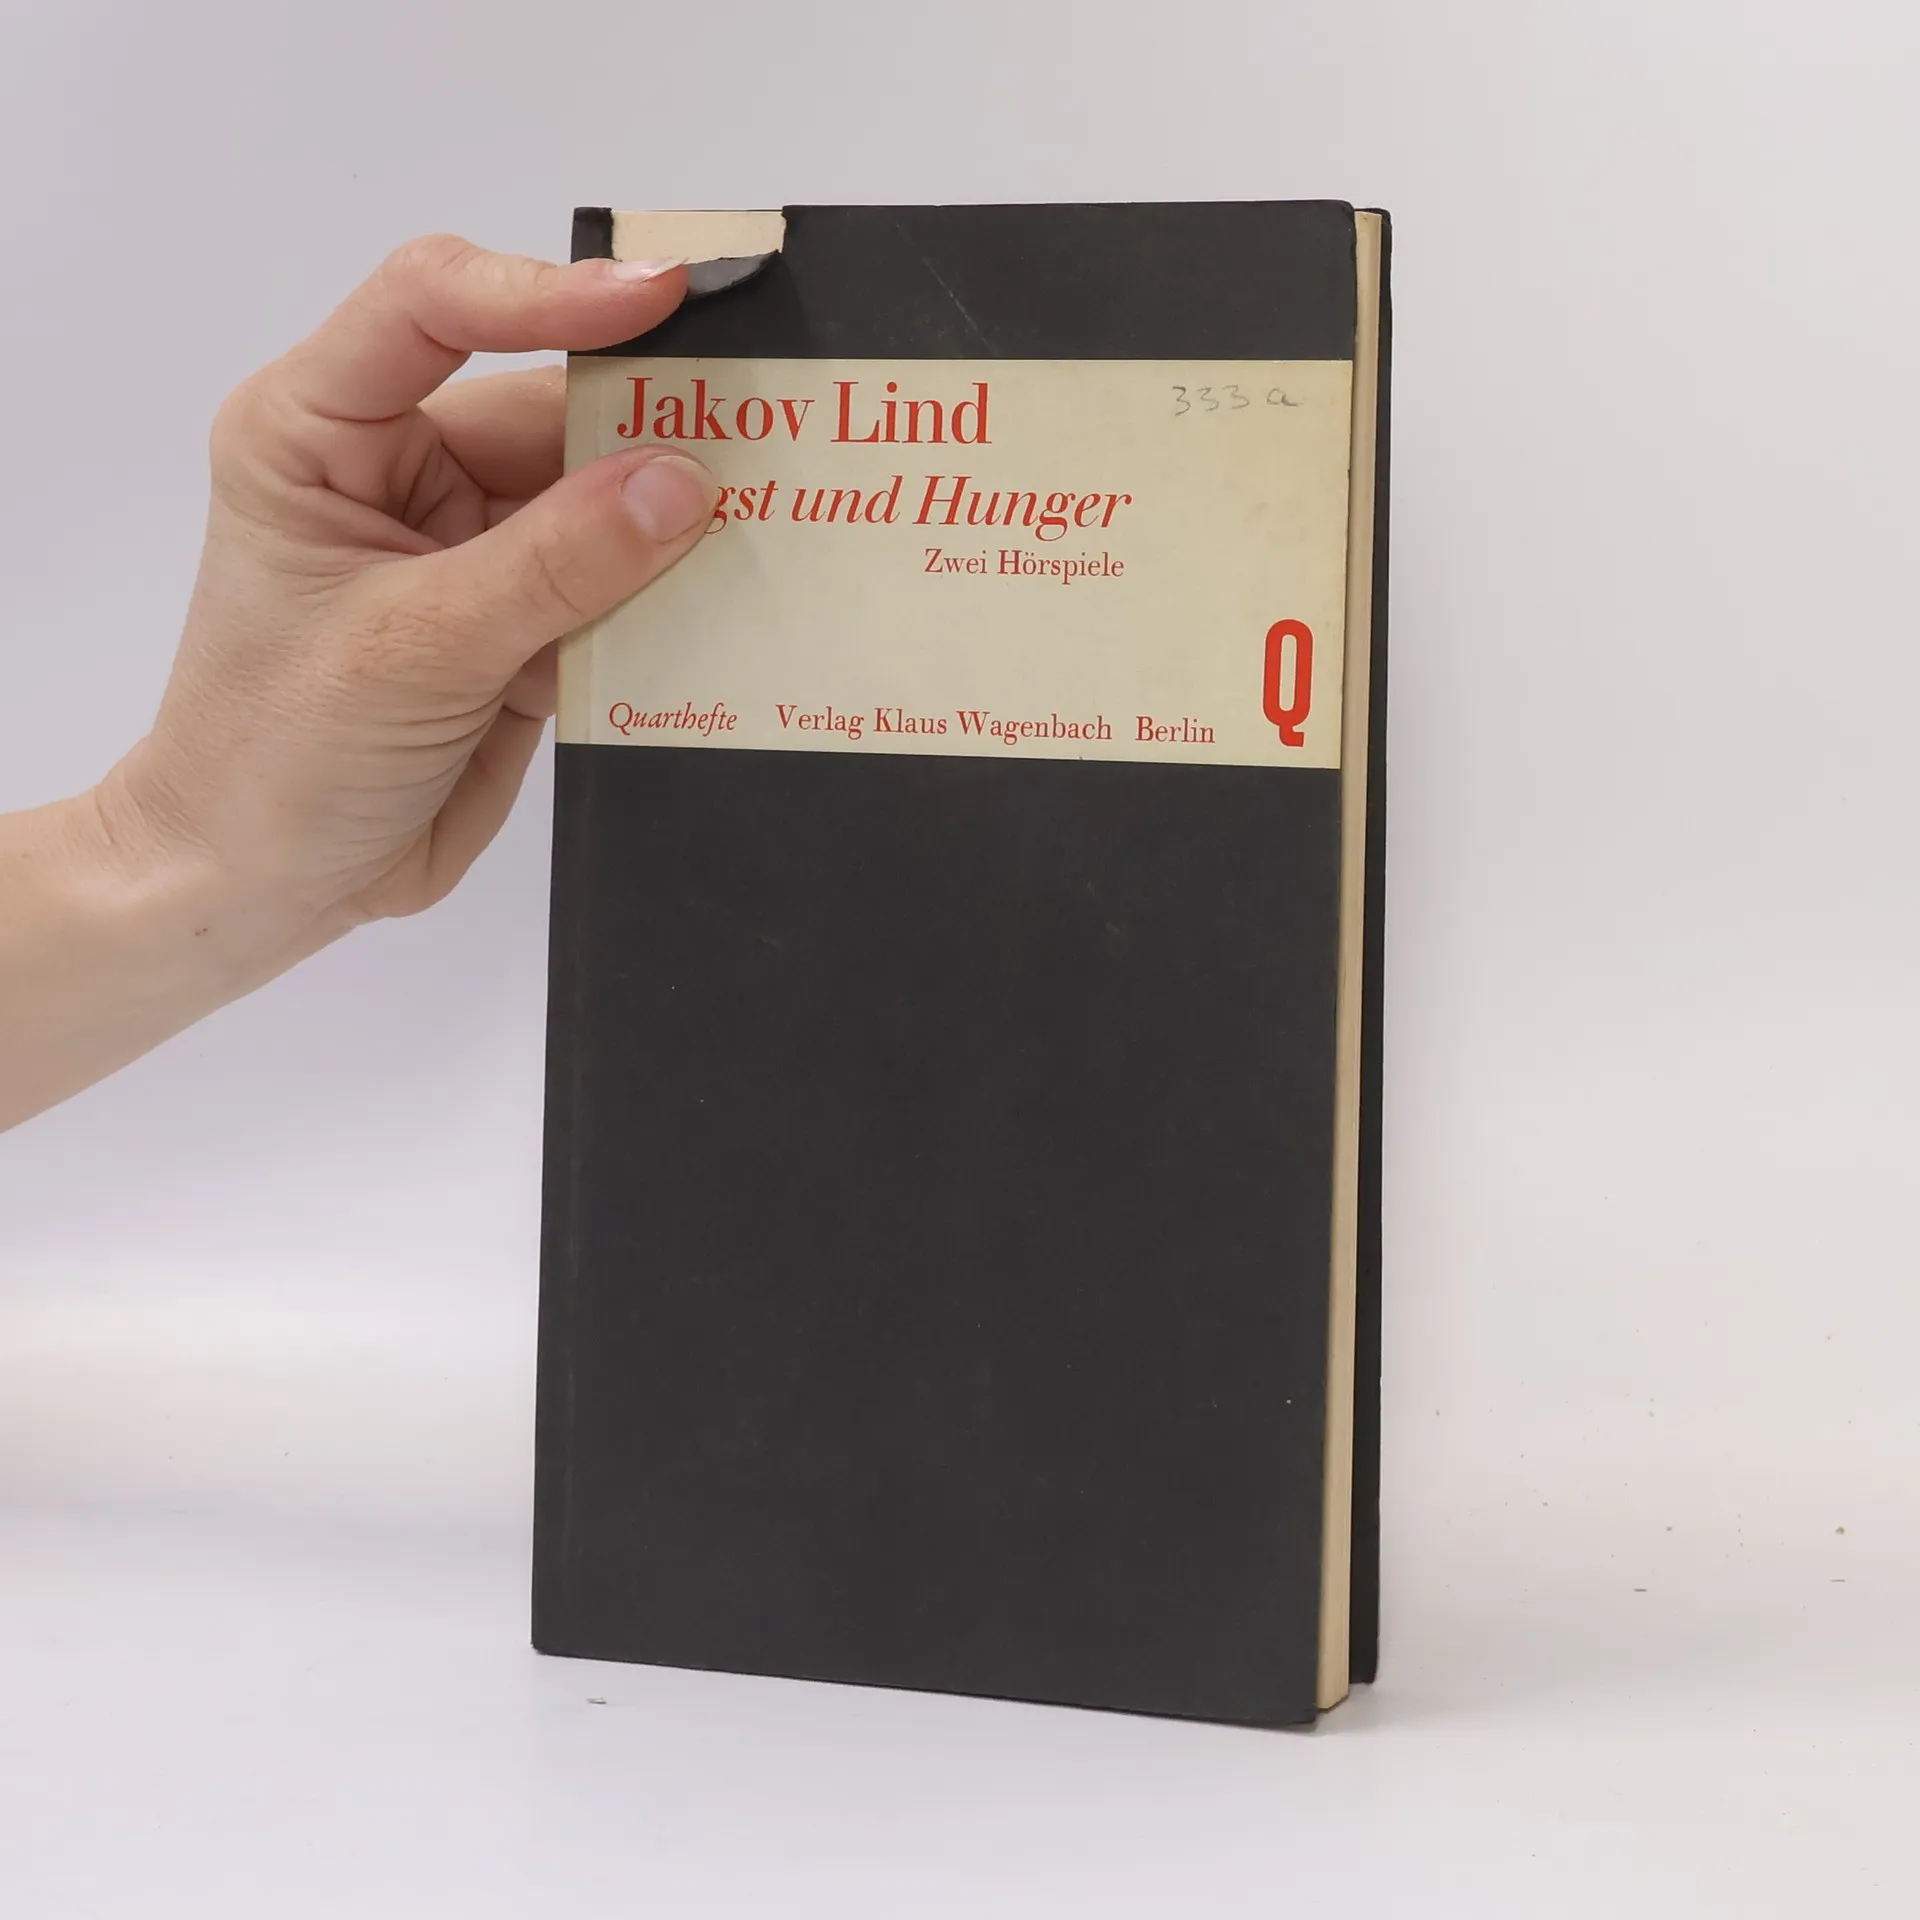 Jakov Lind
333 a
gst und Hunger
Zwei Hörspiele
Q
Quarthefte Verlag Klaus Wagenbach Berlin